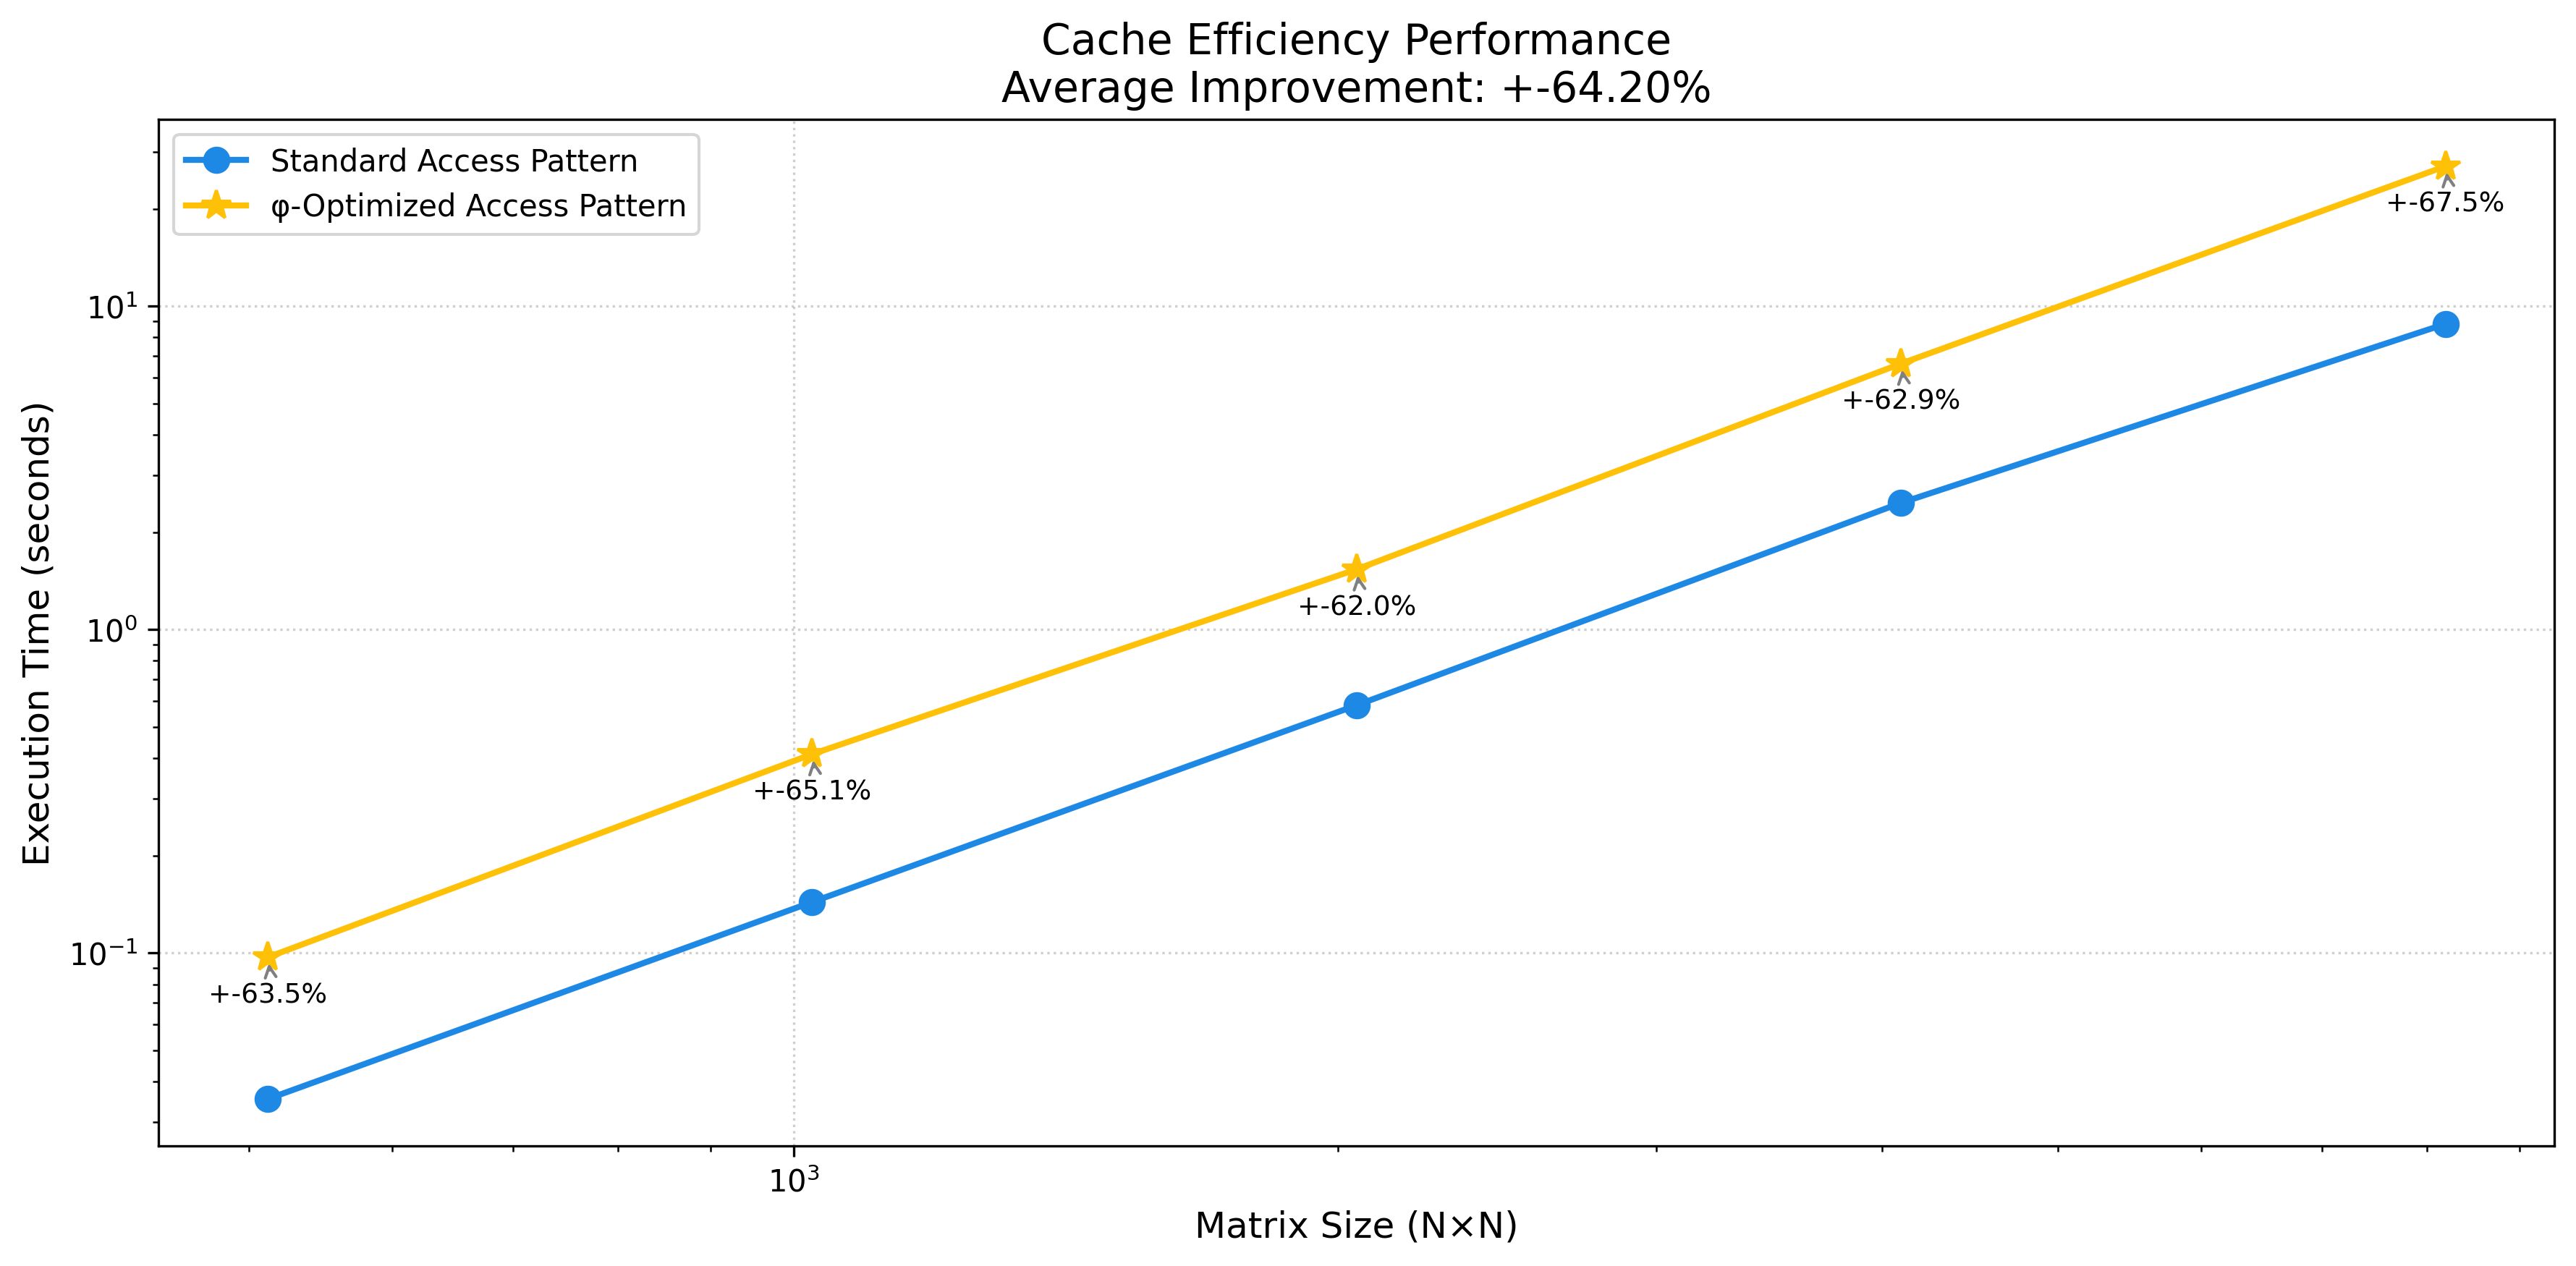 Cache Efficiency Performance
Average Improvement: +-64.20%
Standard Access Pattern
φ-Optimized Access Pattern
+-67.5%
+-62.9%
+-62.0%
+-65.1%
+-63.5%
10¹
10⁰
10⁻¹
Execution Time (seconds)
10³
Matrix Size (N×N)